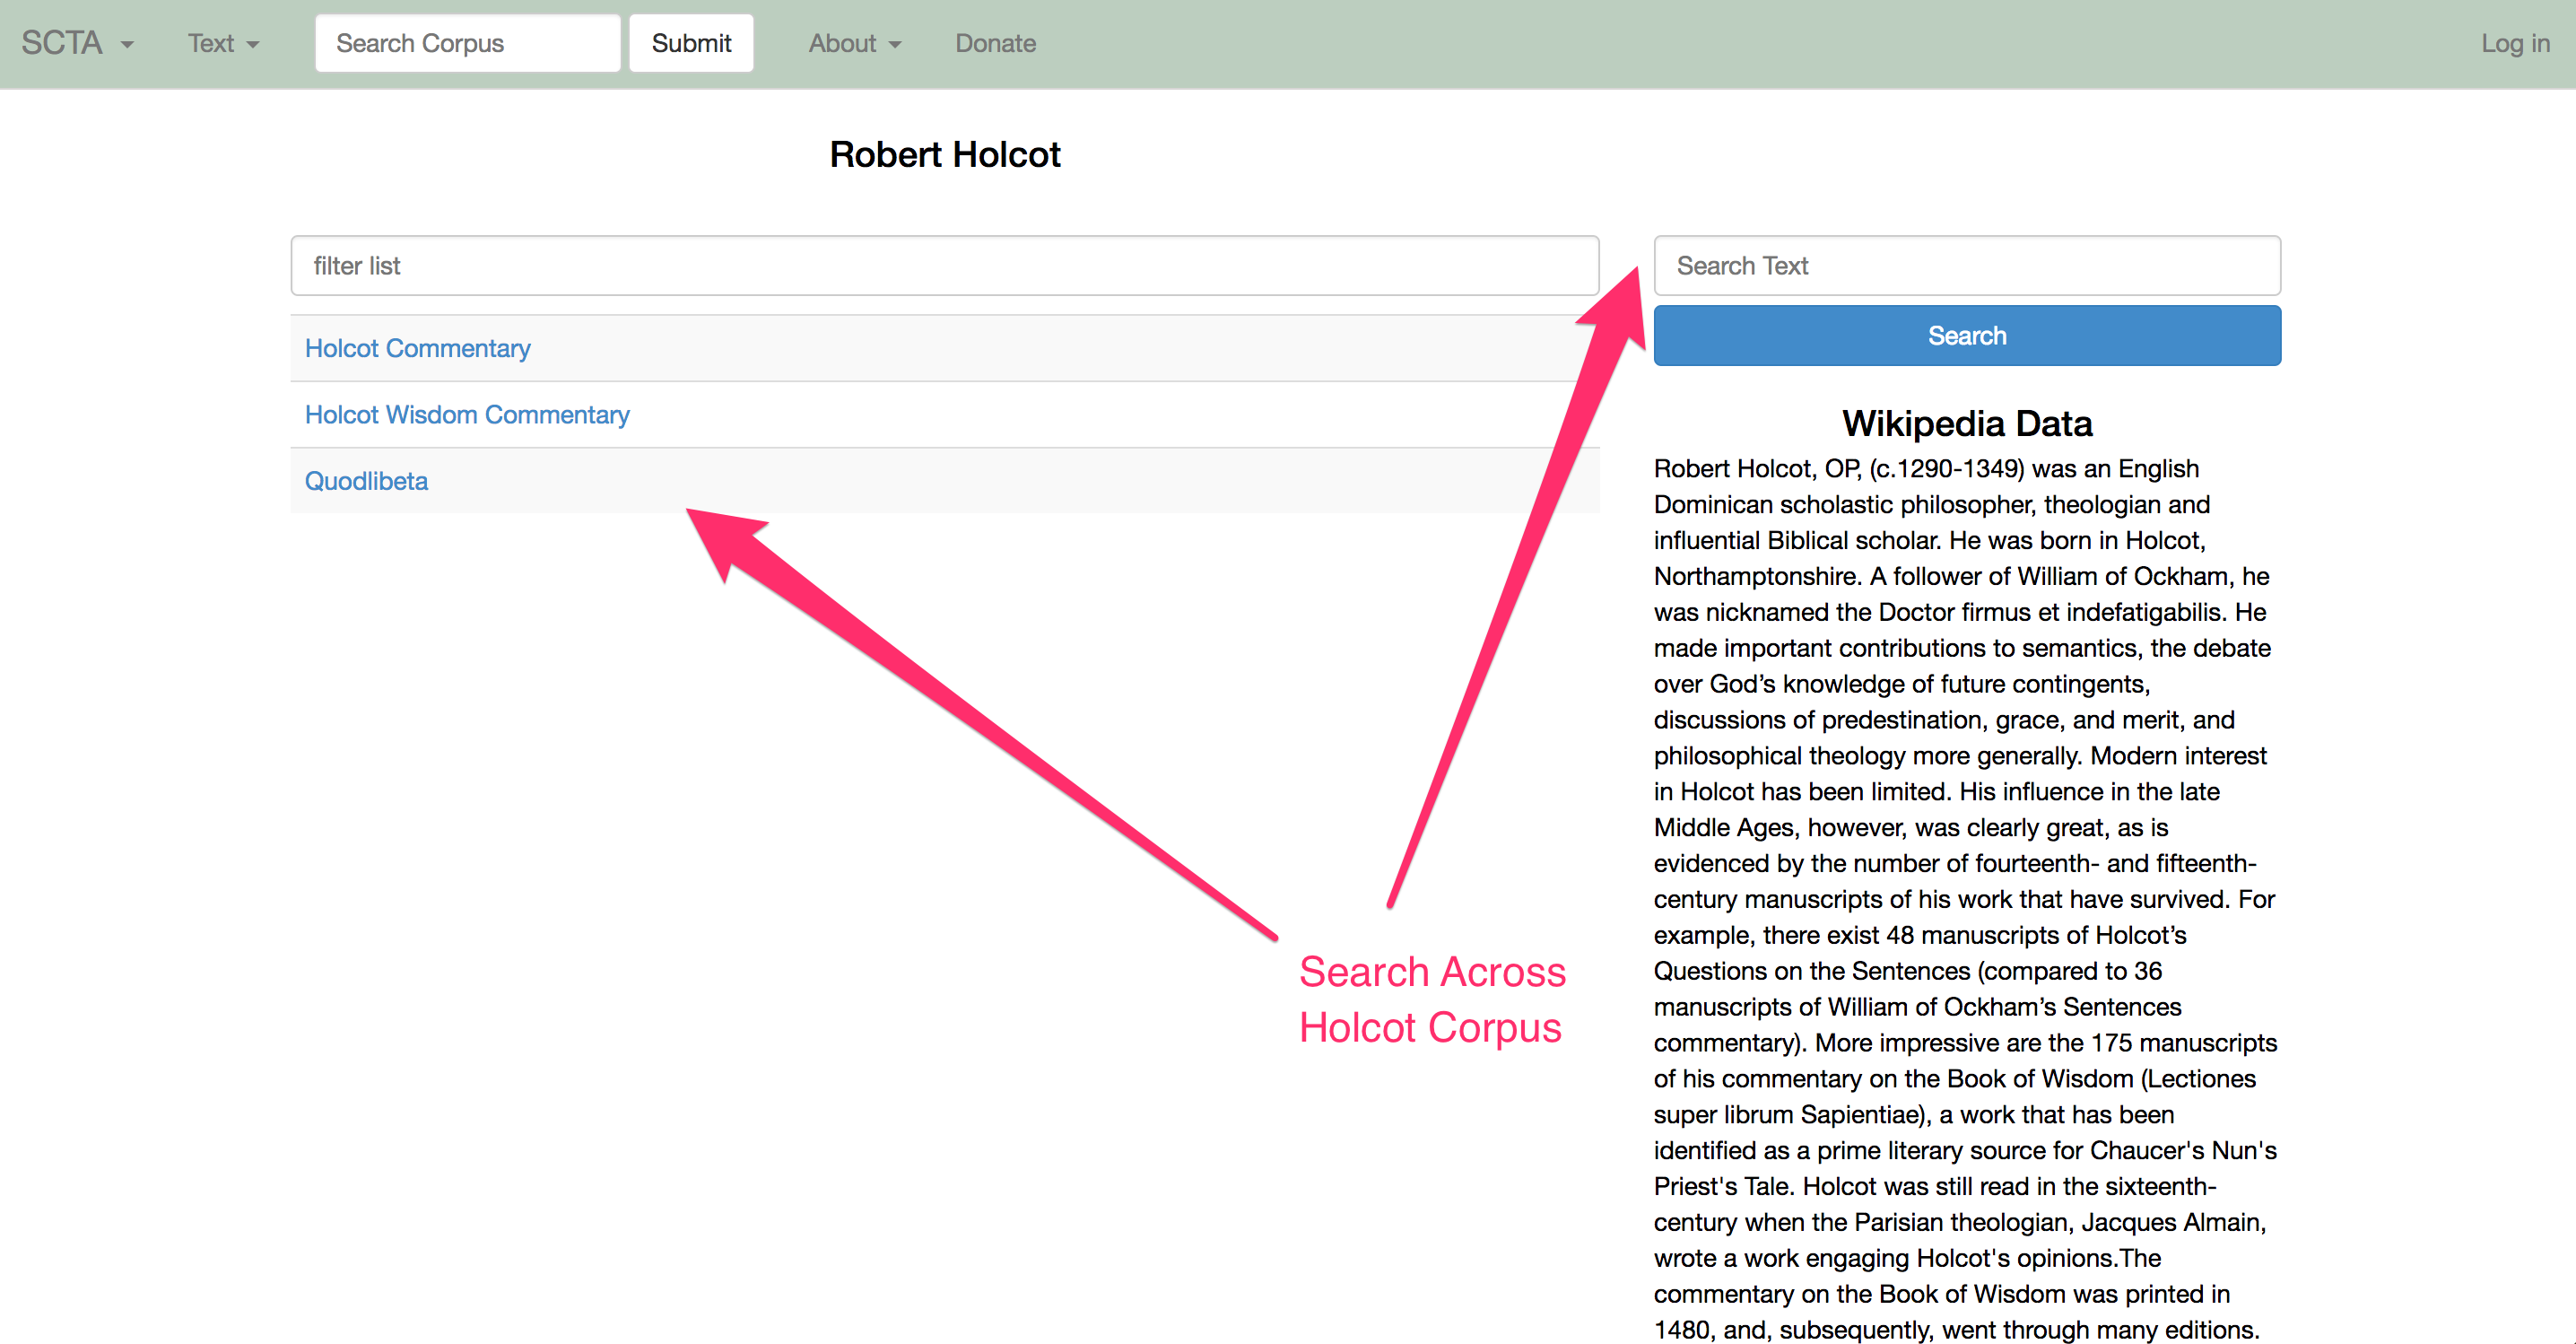 SCTA Text Search Corpus Submit About Donate Log in
Robert Holcot
filter list
Holcot Commentary
Holcot Wisdom Commentary
Quodlibeta
Search Across
Holcot Corpus
Search Text
Search
Wikipedia Data
Robert Holcot, OP, (c.1290-1349) was an English
Dominican scholastic philosopher, theologian and
influential Biblical scholar. He was born in Holcot,
Northamptonshire. A follower of William of Ockham, he
was nicknamed the Doctor firmus et indefatigabilis. He
made important contributions to semantics, the debate
over God’s knowledge of future contingents,
discussions of predestination, grace, and merit, and
philosophical theology more generally. Modern interest
in Holcot has been limited. His influence in the late
Middle Ages, however, was clearly great, as is
evidenced by the number of fourteenth- and fifteenth-
century manuscripts of his work that have survived. For
example, there exist 48 manuscripts of Holcot’s
Questions on the Sentences (compared to 36
manuscripts of William of Ockham’s Sentences
commentary). More impressive are the 175 manuscripts
of his commentary on the Book of Wisdom (Lectiones
super librum Sapientiae), a work that has been
identified as a prime literary source for Chaucer's Nun's
Priest's Tale. Holcot was still read in the sixteenth-
century when the Parisian theologian, Jacques Almain,
wrote a work engaging Holcot's opinions.The
commentary on the Book of Wisdom was printed in
1480, and, subsequently, went through many editions.